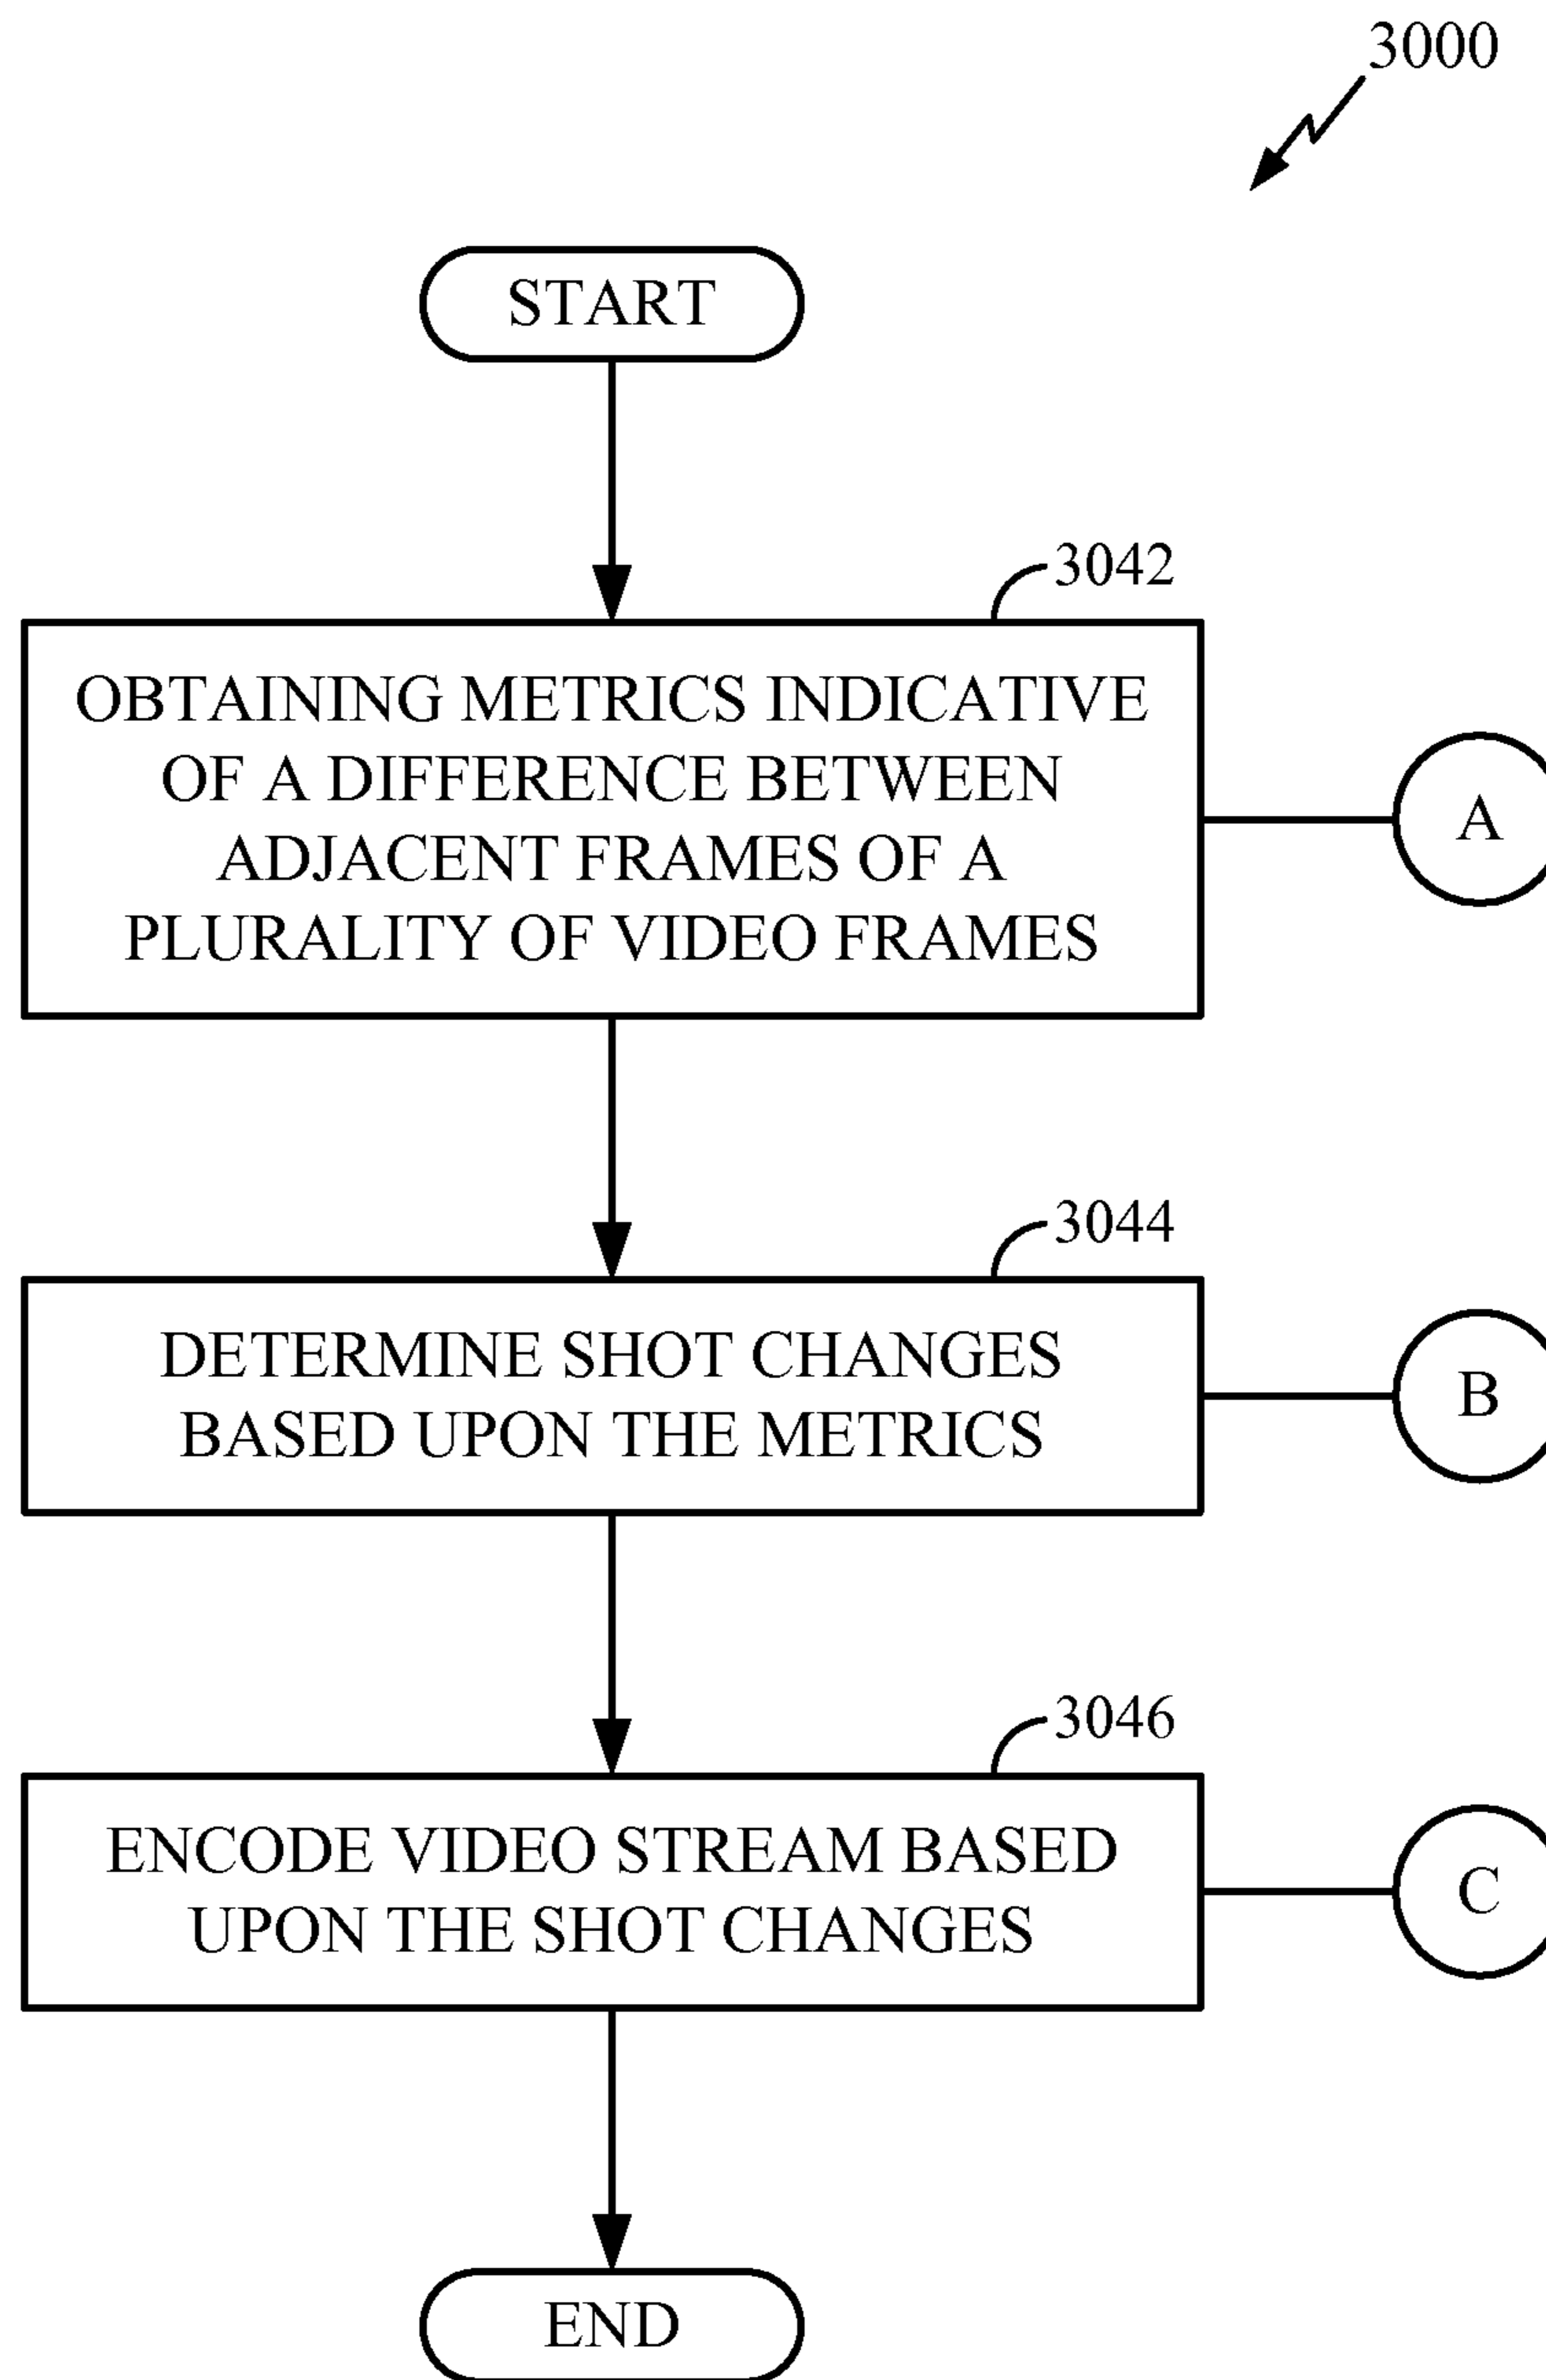 3000
START
3042
OBTAINING METRICS INDICATIVE
OF A DIFFERENCE BETWEEN
ADJACENT FRAMES OF A
PLURALITY OF VIDEO FRAMES
A
3044
DETERMINE SHOT CHANGES
BASED UPON THE METRICS
B
3046
ENCODE VIDEO STREAM BASED
UPON THE SHOT CHANGES
C
END